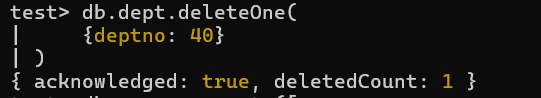 test> db.dept.deleteOne(
|     {deptno: 40}
| )
{ acknowledged: true, deletedCount: 1 }